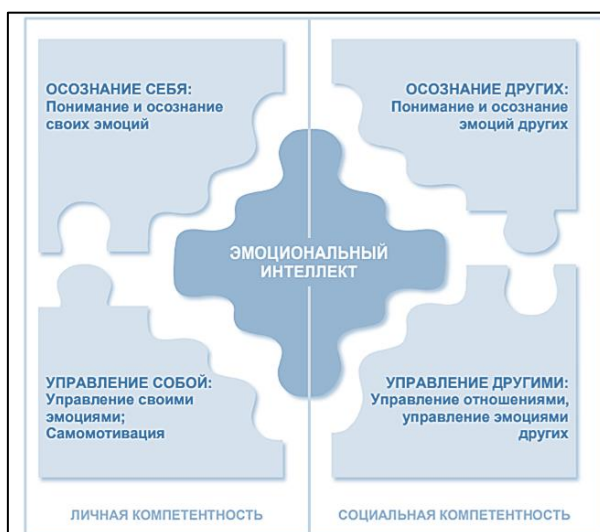 ОСОЗНАНИЕ СЕБЯ:
Понимание и осознание
своих эмоций
ОСОЗНАНИЕ ДРУГИХ:
Понимание и осознание
эмоций других
ЭМОЦИОНАЛЬНЫЙ
ИНТЕЛЛЕКТ
УПРАВЛЕНИЕ СОБОЙ:
Управление своими
эмоциями;
Самомотивация
УПРАВЛЕНИЕ ДРУГИМИ:
Управление отношениями,
управление эмоциями
других
ЛИЧНАЯ КОМПЕТЕНТНОСТЬ
СОЦИАЛЬНАЯ КОМПЕТЕНТНОСТЬ